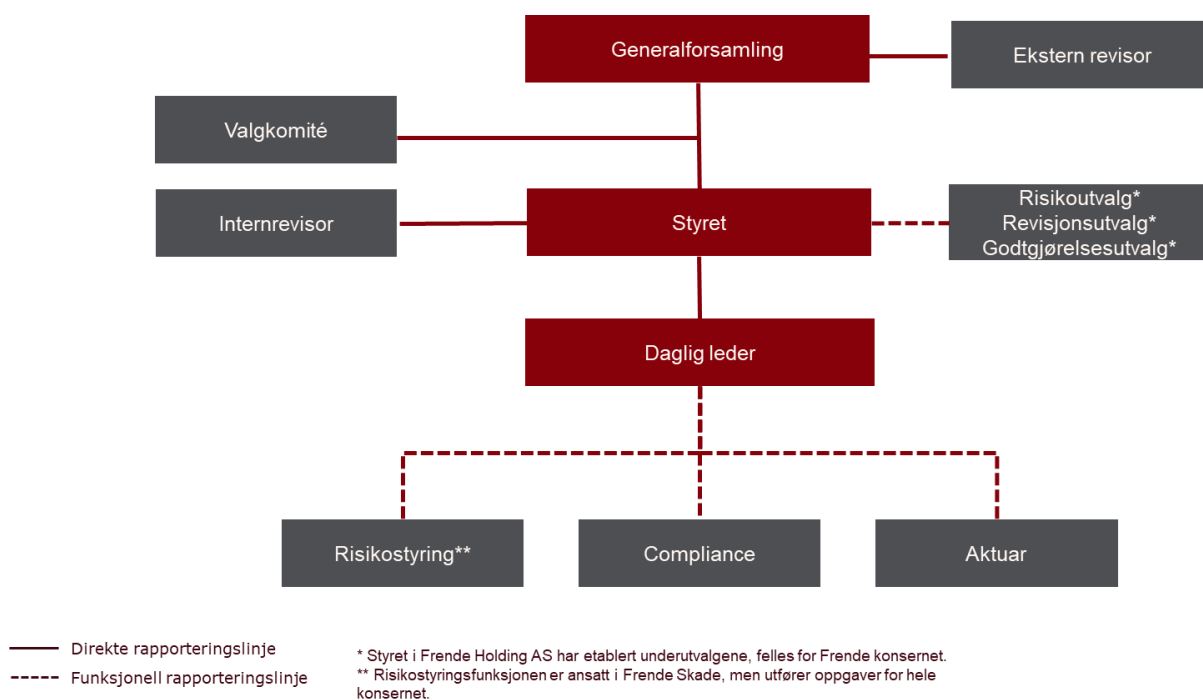 Generalforsamling
Ekstern revisor
Valgkomité
Internrevisor
Styret
Risikoutvalg*
Revisjonsutvalg*
Godtgjørelsesutvalg*
Daglig leder
Risikostyring**
Compliance
Aktuar
Direkte rapporteringslinje
Funksjonell rapporteringslinje
* Styret i Frende Holding AS har etablert underutvalgene, felles for Frende konsernet.
** Risikostyringsfunksjonen er ansatt i Frende Skade, men utfører oppgaver for hele
konsernet.